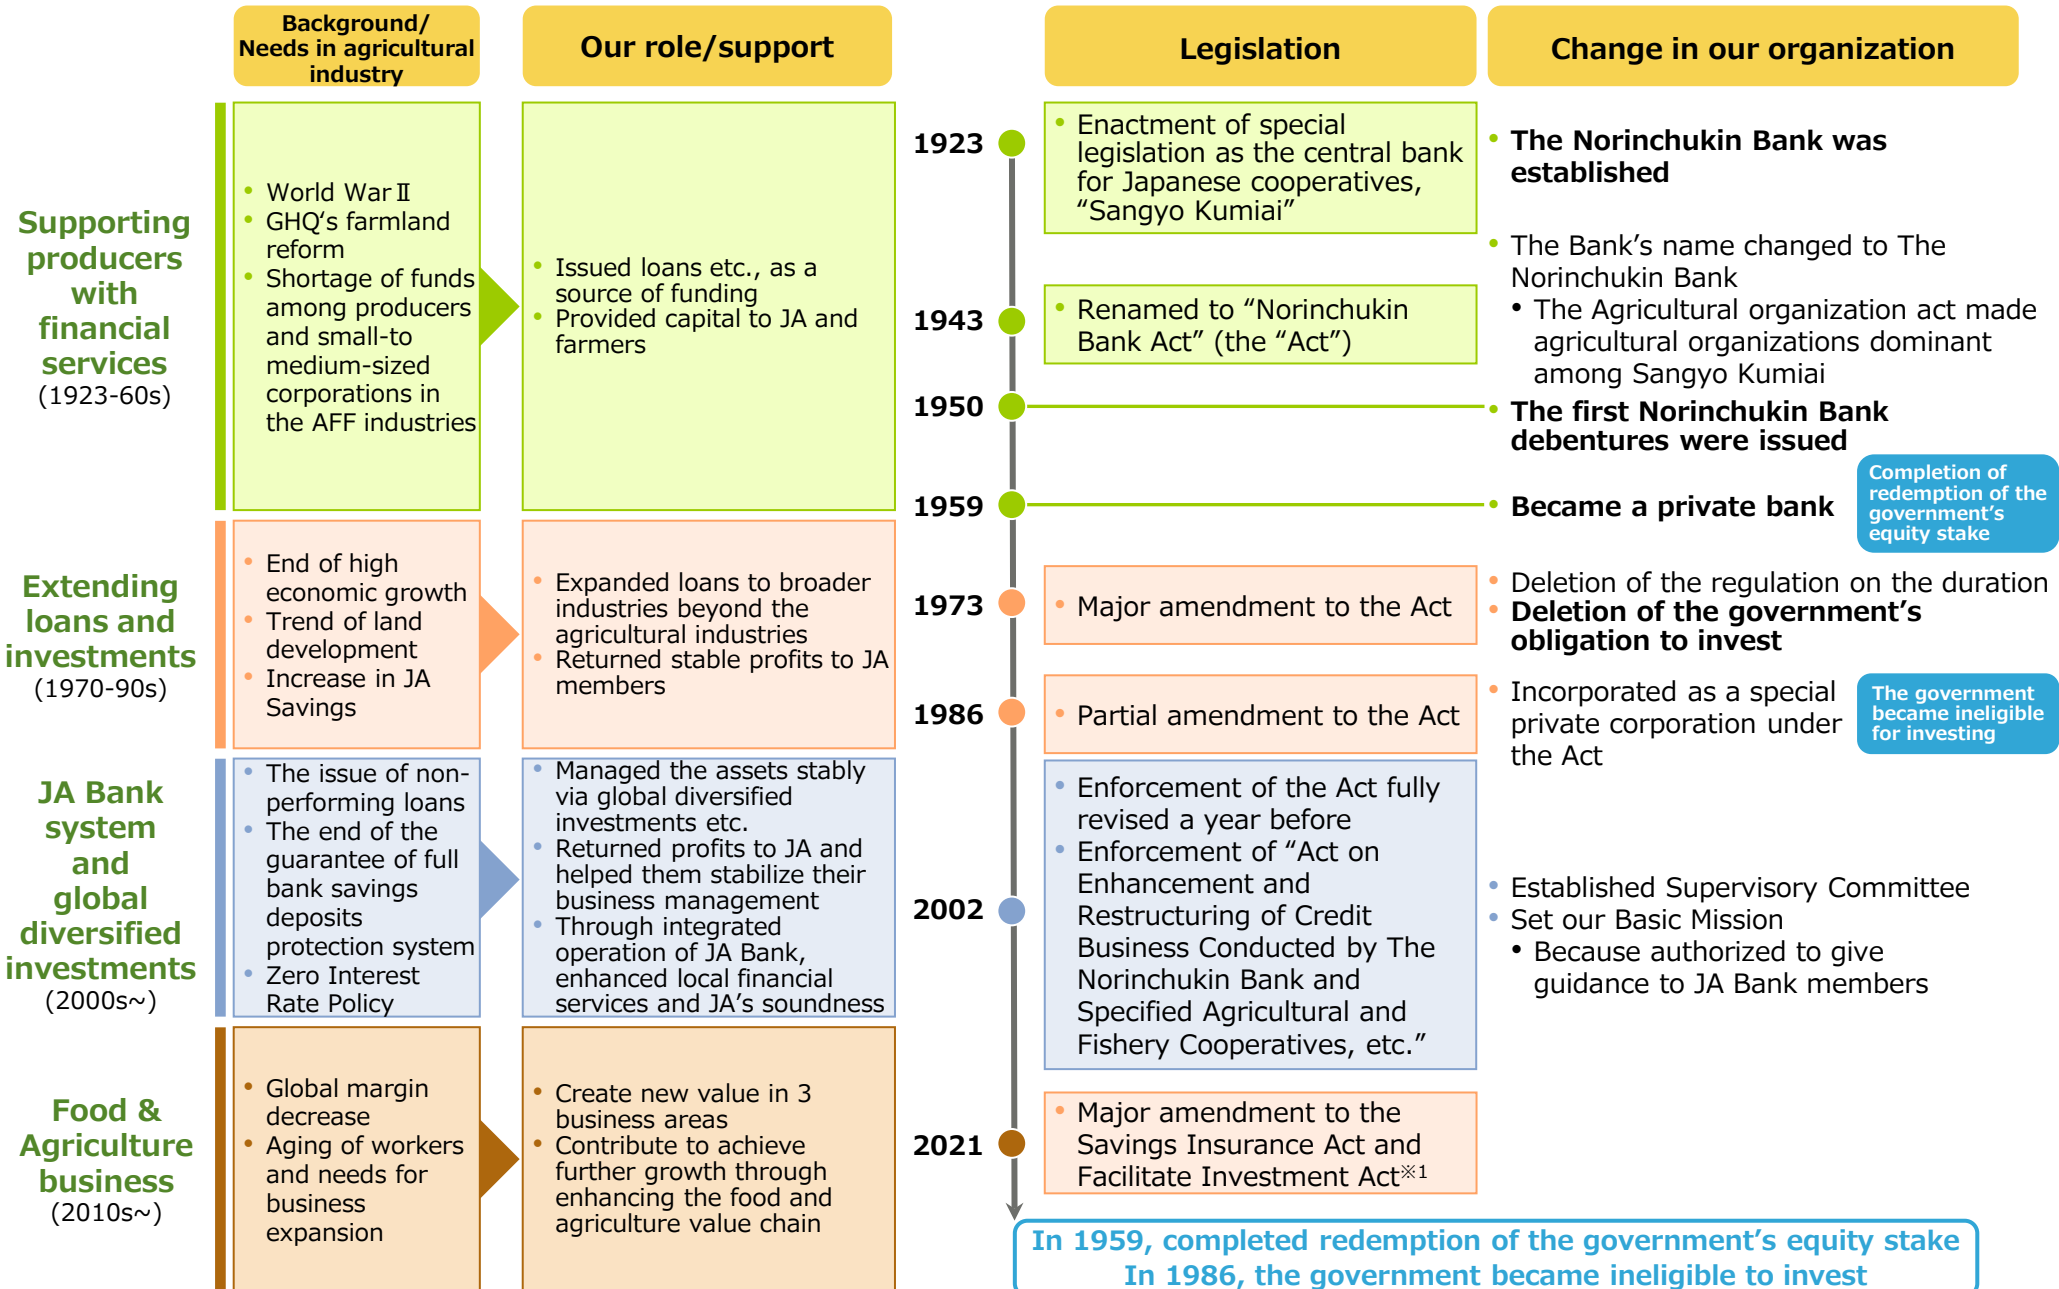 Background/
Needs in agricultural
industry
Our role/support
Legislation
Change in our organization
Supporting
producers
with
financial
services
(1923-60s)
• World WarⅡ
• GHQ‘s farmland
reform
• Shortage of funds
among producers
and small-to
medium-sized
corporations in
the AFF industries
• Issued loans etc., as a
source of funding
• Provided capital to JA and
farmers
1923
• Enactment of special
legislation as the central bank
for Japanese cooperatives,
“Sangyo Kumiai”
• The Norinchukin Bank was
established
1943
• Renamed to “Norinchukin
Bank Act” (the “Act”)
• The Bank’s name changed to The
Norinchukin Bank
• The Agricultural organization act made
agricultural organizations dominant
among Sangyo Kumiai
1950
• The first Norinchukin Bank
debentures were issued
1959
• Became a private bank
Completion of
redemption of the
government’s
equity stake
Extending
loans and
investments
(1970-90s)
• End of high
economic growth
• Trend of land
development
• Increase in JA
Savings
• Expanded loans to broader
industries beyond the
agricultural industries
• Returned stable profits to JA
members
1973
• Major amendment to the Act
• Deletion of the regulation on the duration
• Deletion of the government’s
obligation to invest
1986
• Partial amendment to the Act
• Incorporated as a special
private corporation under
the Act
The government
became ineligible
for investing
JA Bank
system
and
global
diversified
investments
(2000s~)
• The issue of non-
performing loans
• The end of the
guarantee of full
bank savings
deposits
protection system
• Zero Interest
Rate Policy
• Managed the assets stably
via global diversified
investments etc.
• Returned profits to JA and
helped them stabilize their
business management
• Through integrated
operation of JA Bank,
enhanced local financial
services and JA’s soundness
2002
• Enforcement of the Act fully
revised a year before
• Enforcement of “Act on
Enhancement and
Restructuring of Credit
Business Conducted by The
Norinchukin Bank and
Specified Agricultural and
Fishery Cooperatives, etc.”
• Established Supervisory Committee
• Set our Basic Mission
• Because authorized to give
guidance to JA Bank members
Food &
Agriculture
business
(2010s~)
• Global margin
decrease
• Aging of workers
and needs for
business
expansion
• Create new value in 3
business areas
• Contribute to achieve
further growth through
enhancing the food and
agriculture value chain
2021
• Major amendment to the
Savings Insurance Act and
Facilitate Investment Act※1
In 1959, completed redemption of the government’s equity stake
In 1986, the government became ineligible to invest